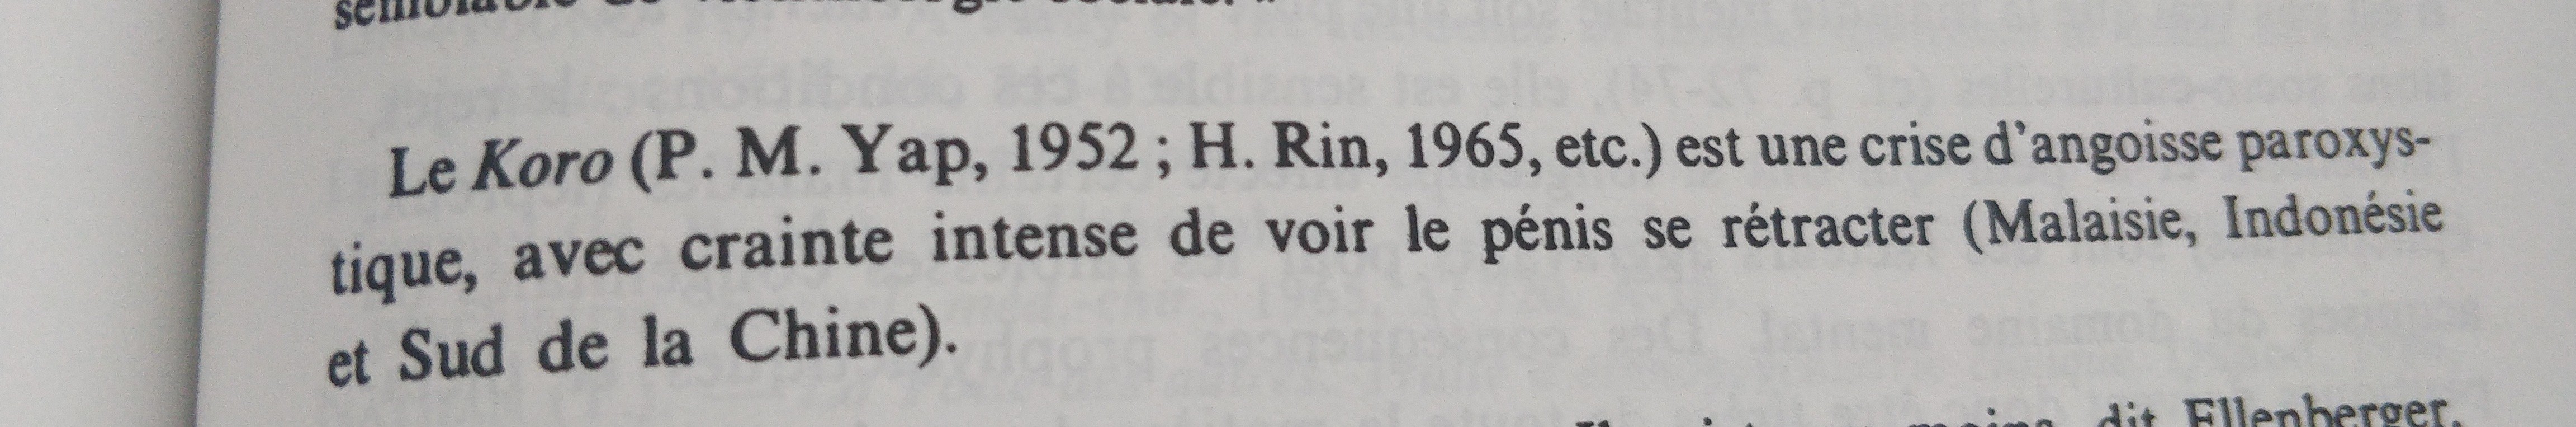 Le Koro (P. M. Yap, 1952 ; H. Rin, 1965, etc.) est une crise d'angoisse paroxys-
tique, avec crainte intense de voir le pénis se rétracter (Malaisie, Indonésie
et Sud de la Chine).
dit Ellenberger,